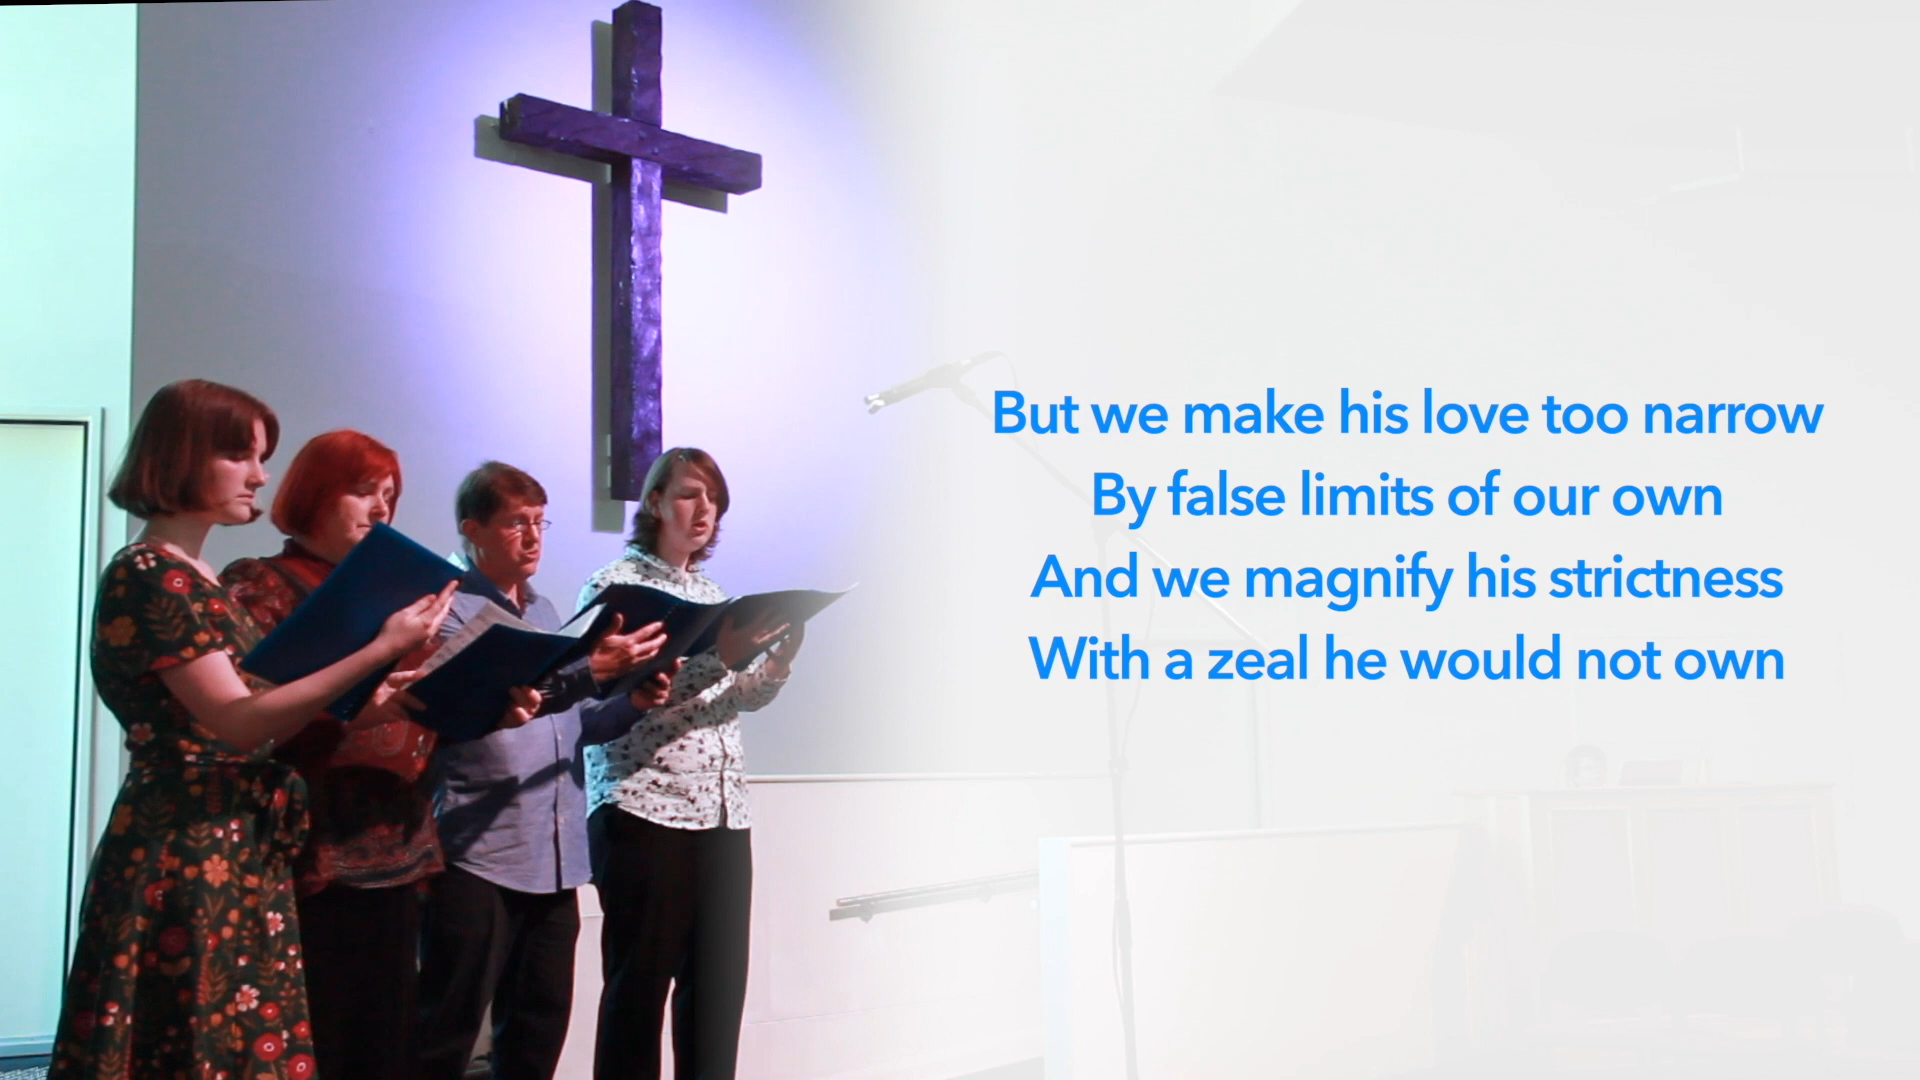 But we make his love too narrow
By false limits of our own
And we magnify his strictness
With a zeal he would not own